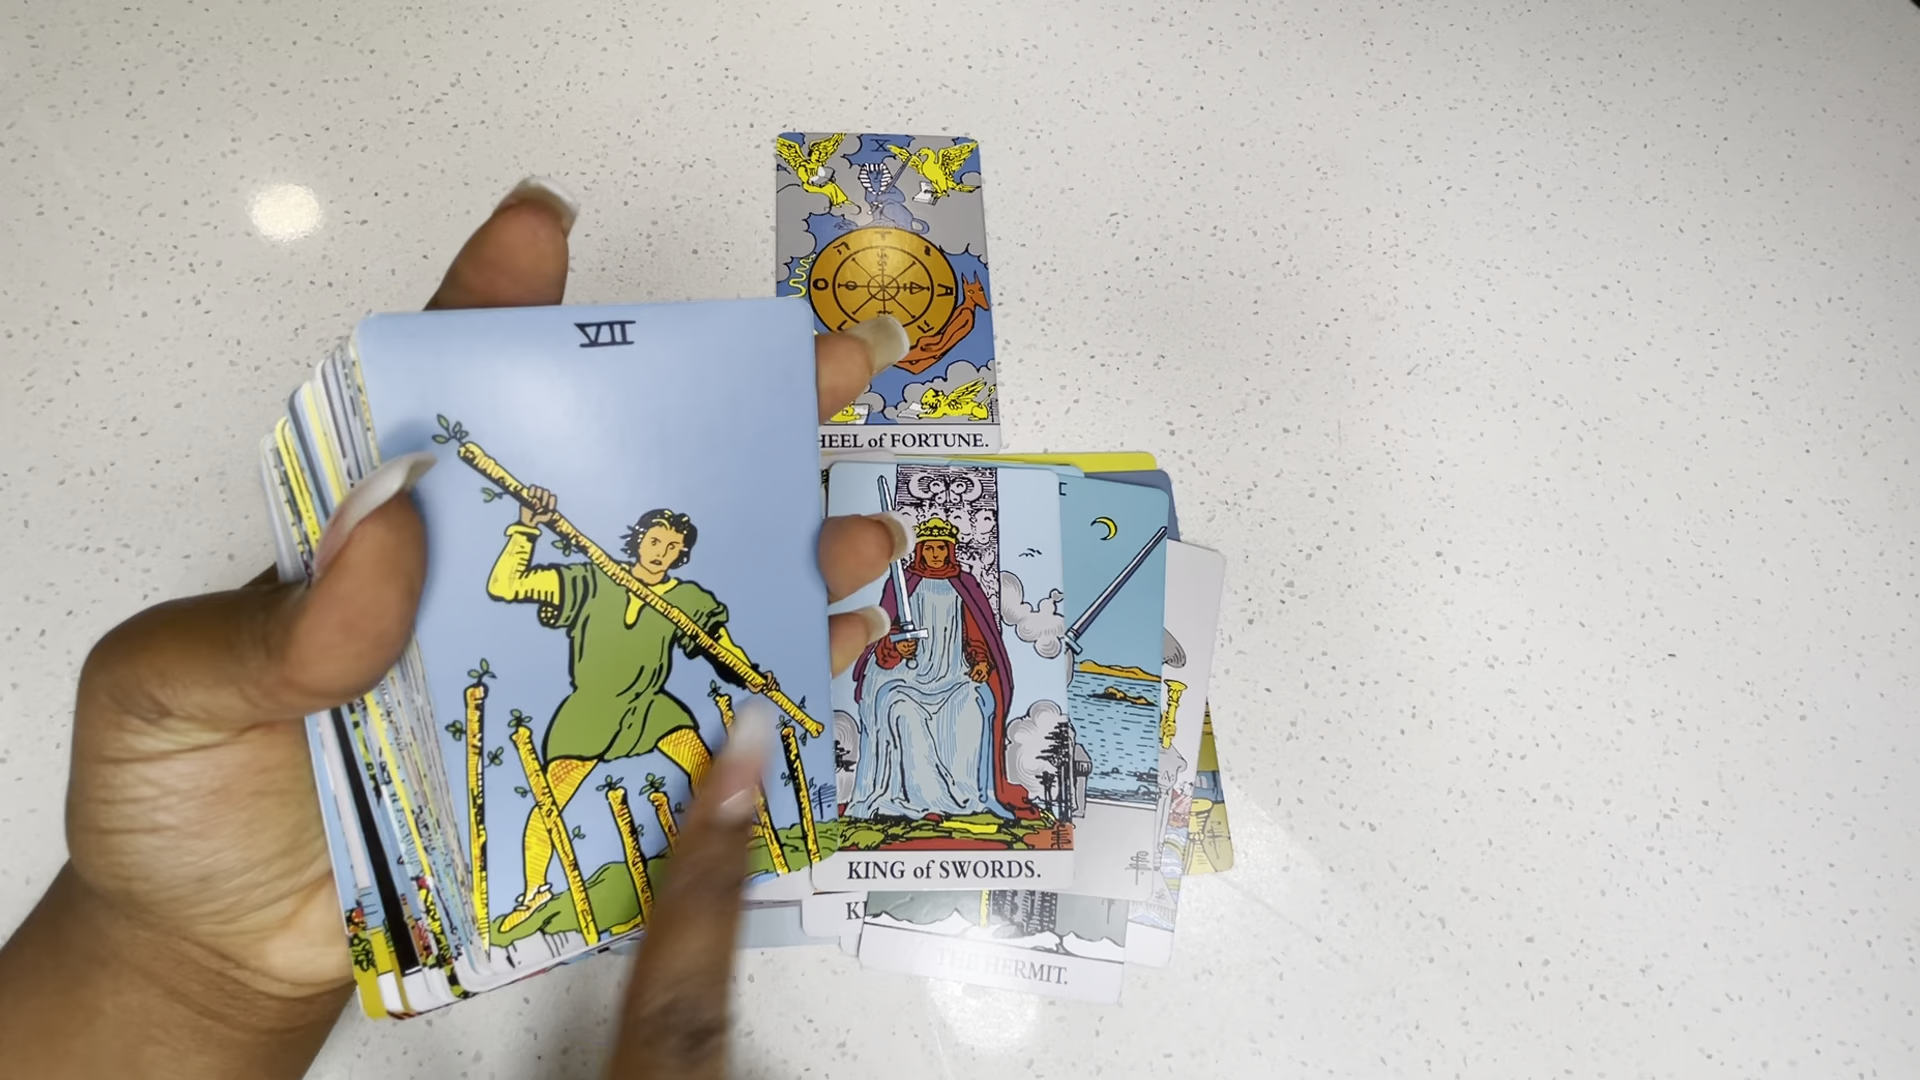 X
VII
HEEL of FORTUNE.
KING of SWORDS.
K
THE HERMIT.